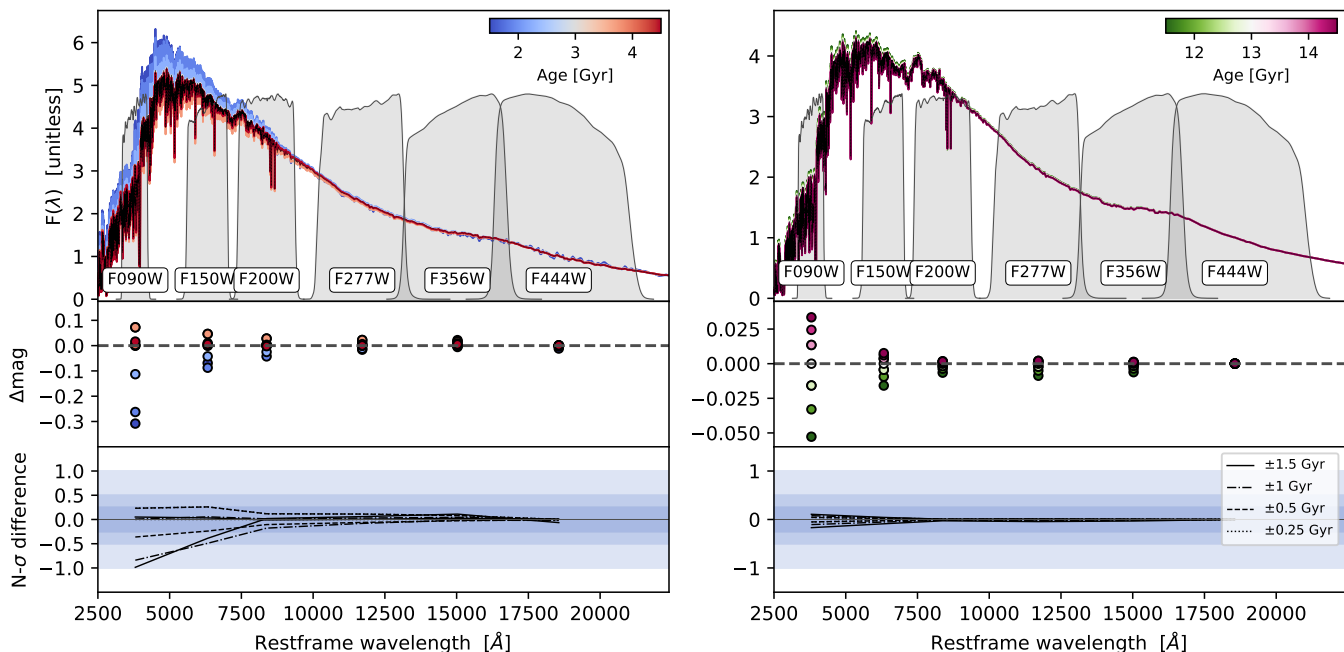 6
5
4
3
2
1
0
F(λ) [unitless]
2
3
4
Age [Gyr]
F090W
F150W
F200W
F277W
F356W
F444W
0.1
0.0
−0.1
−0.2
−0.3
Δmag
1.0
0.5
0.0
−0.5
−1.0
N-σ difference
2500 5000 7500 10000 12500 15000 17500 20000
Restframe wavelength [Å]
4
3
2
1
0
12 13 14
Age [Gyr]
F090W
F150W
F200W
F277W
F356W
F444W
0.025
0.000
−0.025
−0.050
1
0
−1
±1.5 Gyr
±1 Gyr
±0.5 Gyr
±0.25 Gyr
2500 5000 7500 10000 12500 15000 17500 20000
Restframe wavelength [Å]